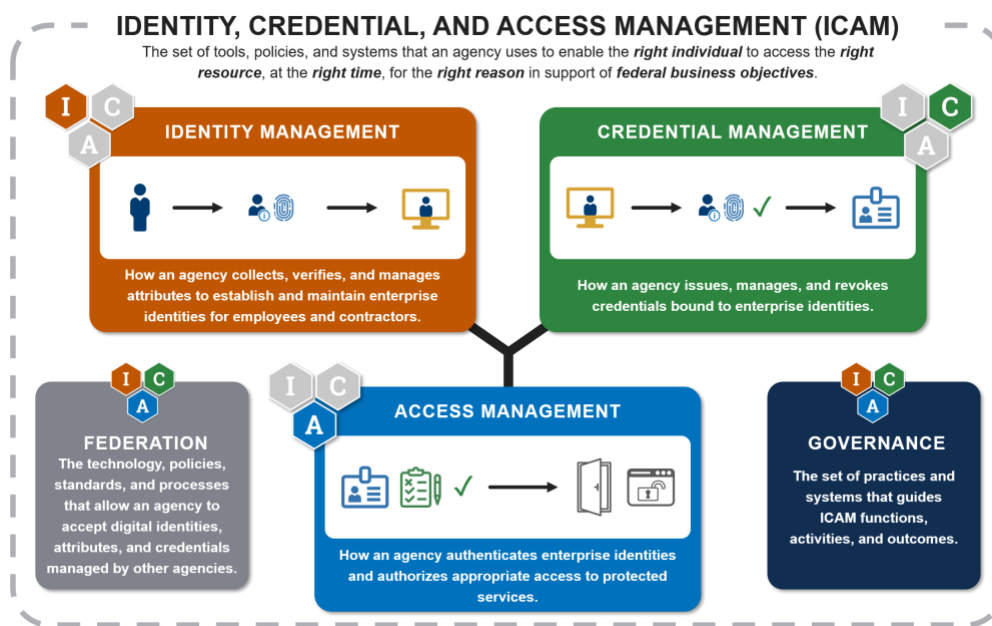 IDENTITY, CREDENTIAL, AND ACCESS MANAGEMENT (ICAM)
The set of tools, policies, and systems that an agency uses to enable the right individual to access the right
resource, at the right time, for the right reason in support of federal business objectives.
I C
A
IDENTITY MANAGEMENT
How an agency collects, verifies, and manages
attributes to establish and maintain enterprise
identities for employees and contractors.
I C
A
CREDENTIAL MANAGEMENT
How an agency issues, manages, and revokes
credentials bound to enterprise identities.
I C
A
FEDERATION
The technology, policies,
standards, and processes
that allow an agency to
accept digital identities,
attributes, and credentials
managed by other agencies.
I C
A
ACCESS MANAGEMENT
How an agency authenticates enterprise identities
and authorizes appropriate access to protected
services.
I C
A
GOVERNANCE
The set of practices and
systems that guides
ICAM functions,
activities, and outcomes.